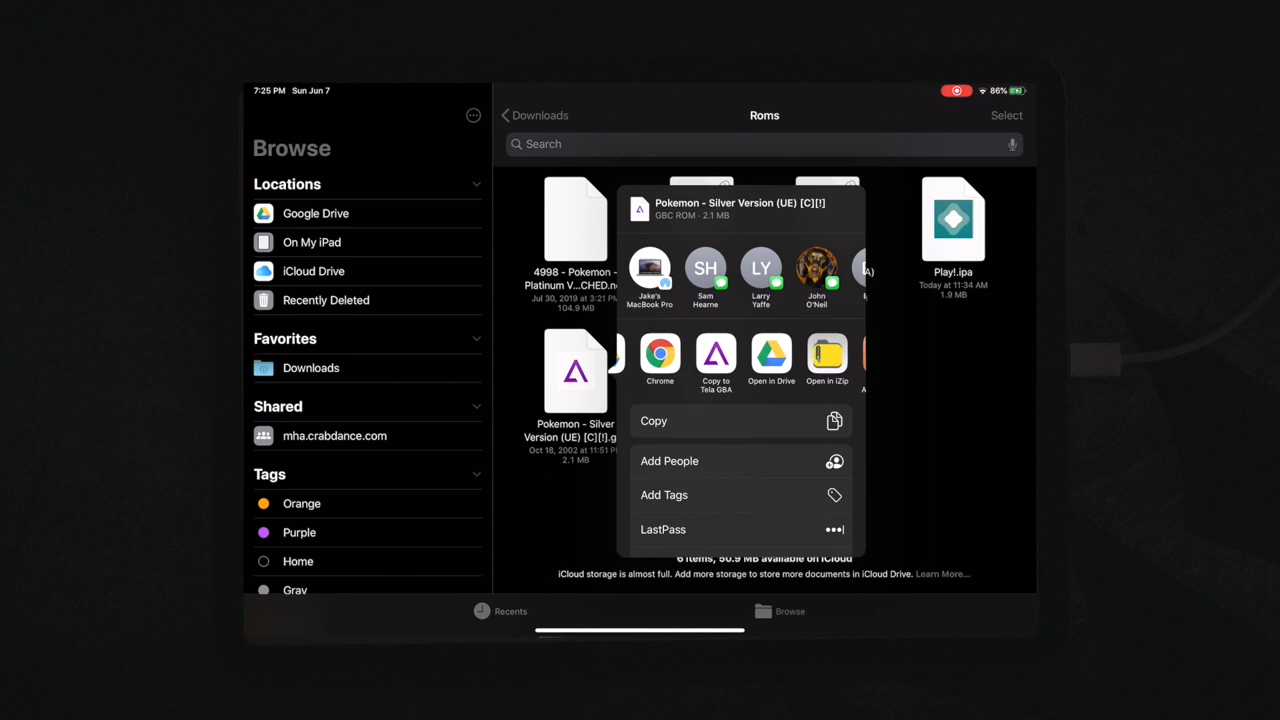 7:25 PM Sun Jun 7
86%
Browse
Locations
Google Drive
On My iPad
iCloud Drive
Recently Deleted
Favorites
Downloads
Shared
mha.crabdance.com
Tags
Orange
Purple
Home
Gray
Downloads
Roms
Select
Search
4998 - Pokemon -
Platinum V...CHED.n
Jul 30, 2019 at 3:21
104.9 MB
Pokemon - Silver
Version (UE) [C][!].g
Oct 18, 2002 at 11:51
2.1 MB
Play!.ipa
Today at 11:34 AM
1.9 MB
Pokemon - Silver Version (UE) [C][!]
GBC ROM · 2.1 MB
Jake's
MacBook Pro
SH
Sam
Hearne
LY
Larry
Yaffe
John
O'Neil
Chrome
Copy to
Tela GBA
Open in Drive
Open in iZip
Copy
Add People
Add Tags
LastPass
6 items, 50.9 MB available on iCloud
iCloud storage is almost full. Add more storage to store more documents in iCloud Drive. Learn More...
Recents
Browse